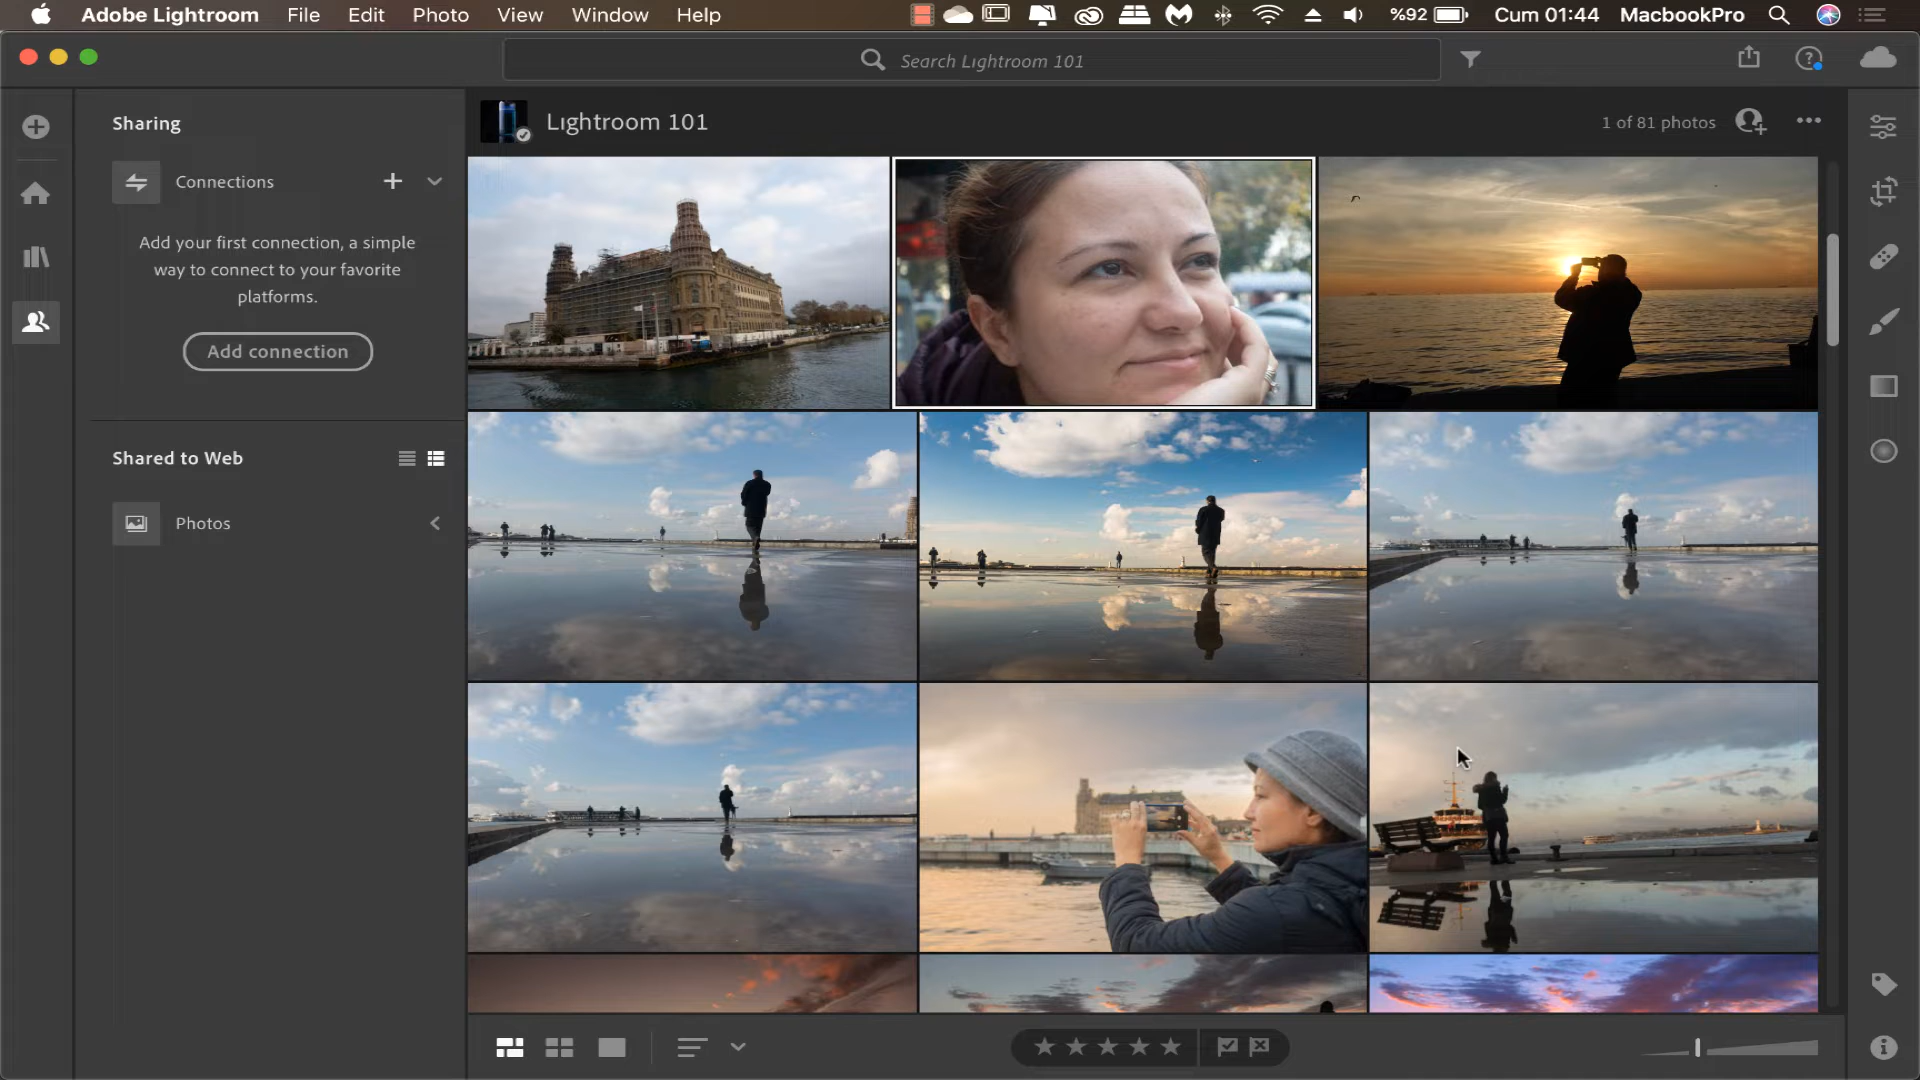 Adobe Lightroom File Edit Photo View Window Help %92 Cum 01:44 MacbookPro
Search Lıghtroom 101
Sharing
Lıghtroom 101
1 of 81 photos
Connections
Add your first connection, a simple
way to connect to your favorite
platforms.
Add connection
Shared to Web
Photos